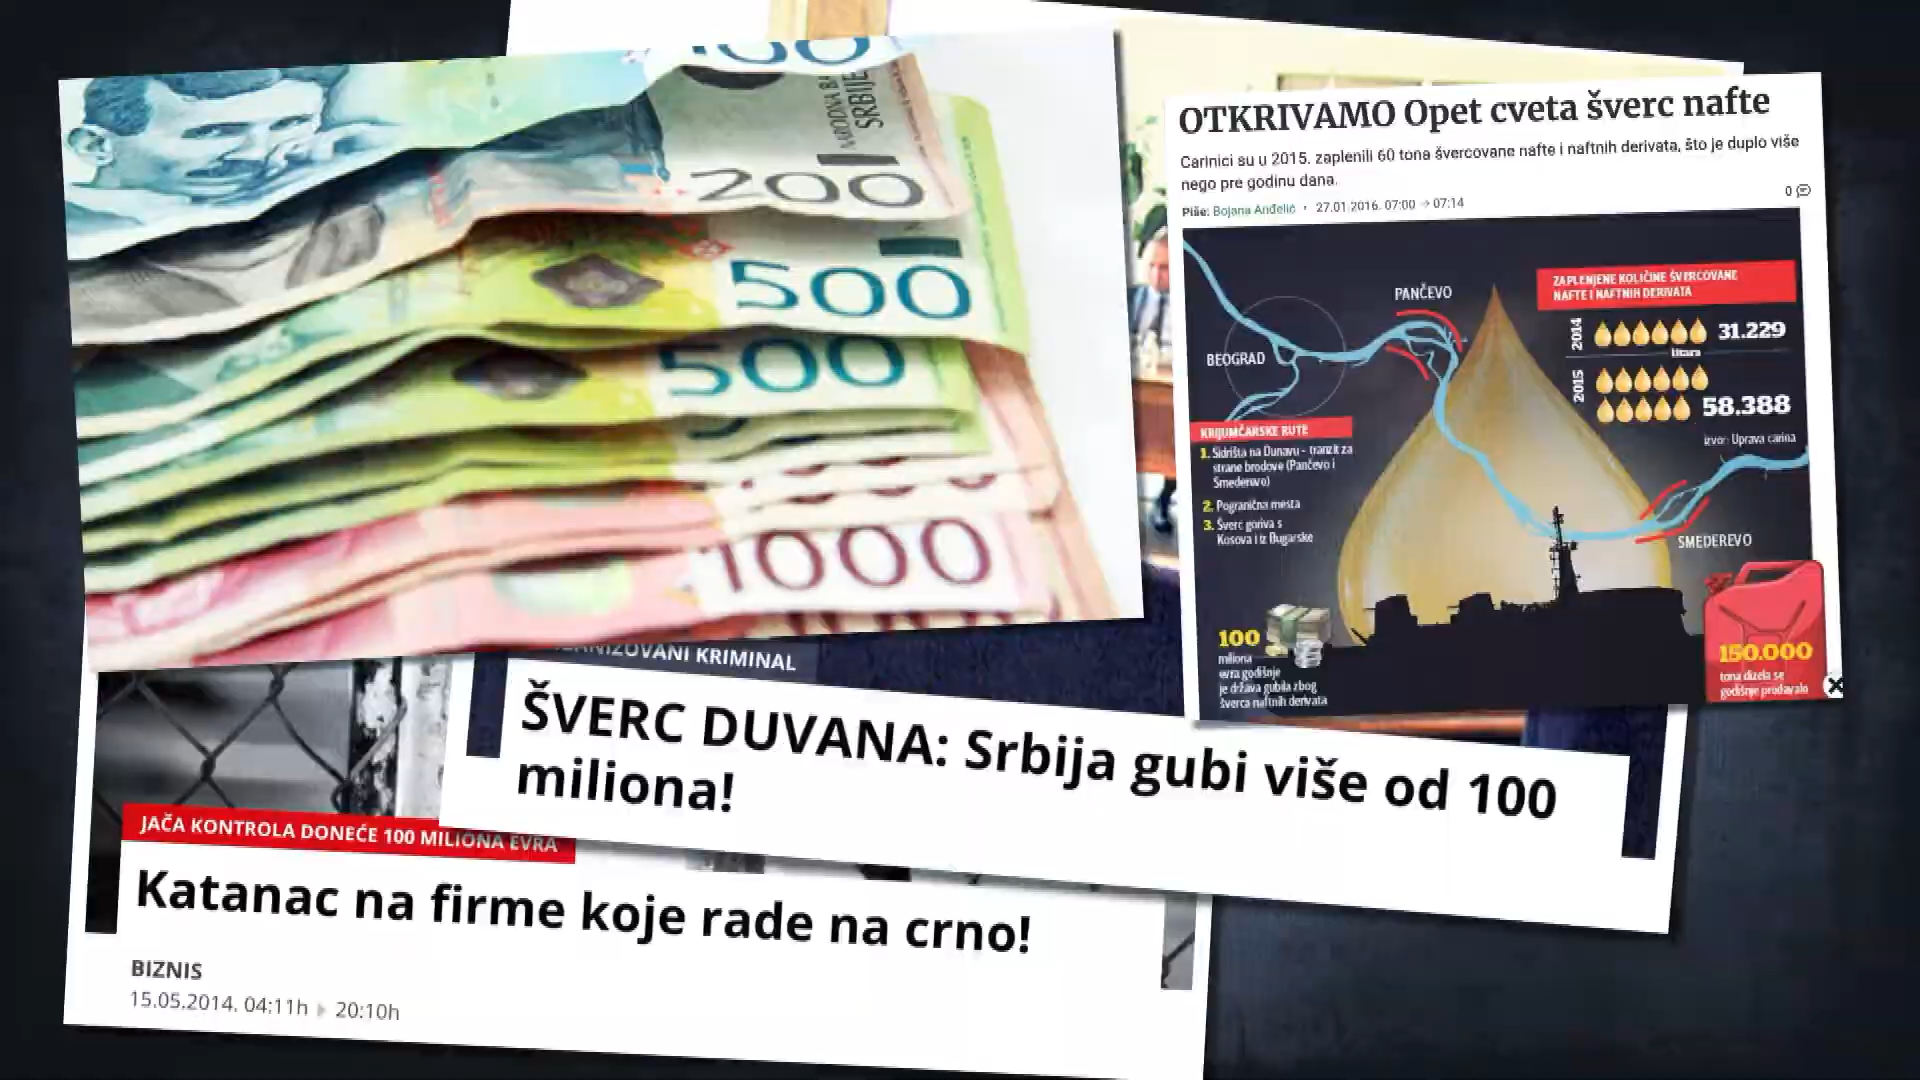 100
NARODNA BA
SRBIJE
200
500
500
1000
OTKRIVAMO Opet cveta šverc nafte
Carinici su u 2015. zaplenili 60 tona švercovane nafte i naftnih derivata, što je duplo više
nego pre godinu dana.
Piše: Bojana Anđelić • 27.01.2016. 07:00 → 07:14
0
ZAPLENJENE KOLIČINE ŠVERCOVANE
NAFTE I NAFTNIH DERIVATA
2014
31.229
litara
2015
58.388
izvor: Uprava carina
PANČEVO
BEOGRAD
SMEDEREVO
KRIJUMČARSKE RUTE
1. Sidrišta na Dunavu - tranzit za
strane brodove (Pančevo i
Smederevo)
2. Pogranična mesta
3. Šverc goriva s
Kosova i iz Bugarske
100
miliona
evra godišnje
je država gubila zbog
šverca naftnih derivata
150.000
tona dizela se
godišnje prodavalo
KRIMINAL
ŠVERC DUVANA: Srbija gubi više od 100
miliona!
JAČA KONTROLA DONEĆE 100 MILIONA EVRA
Katanac na firme koje rade na crno!
BIZNIS
15.05.2014. 04:11h 20:10h